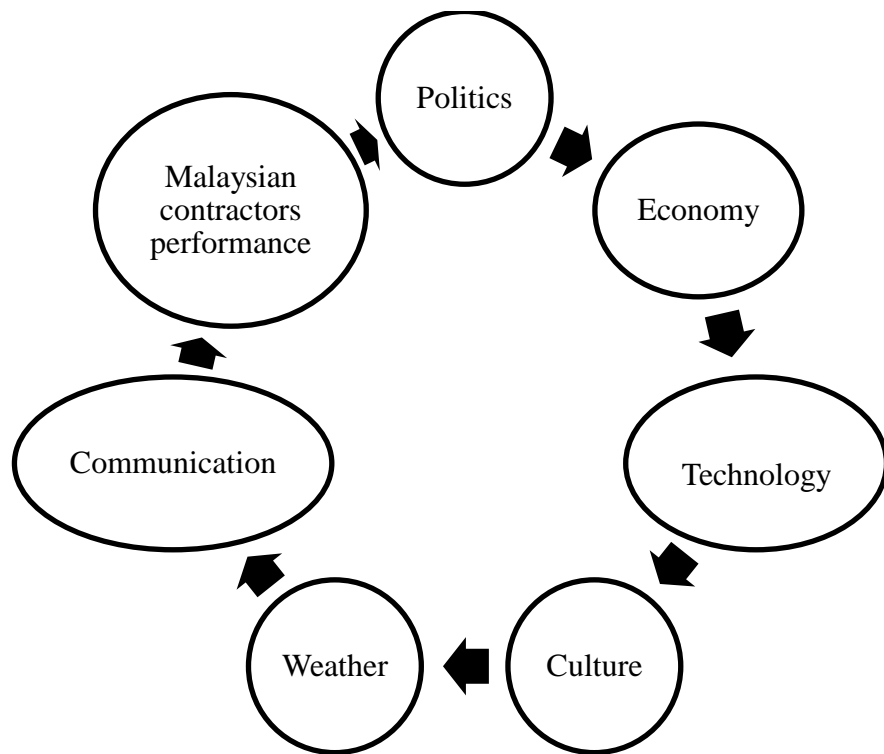 Politics
Economy
Technology
Culture
Weather
Communication
Malaysian
contractors
performance